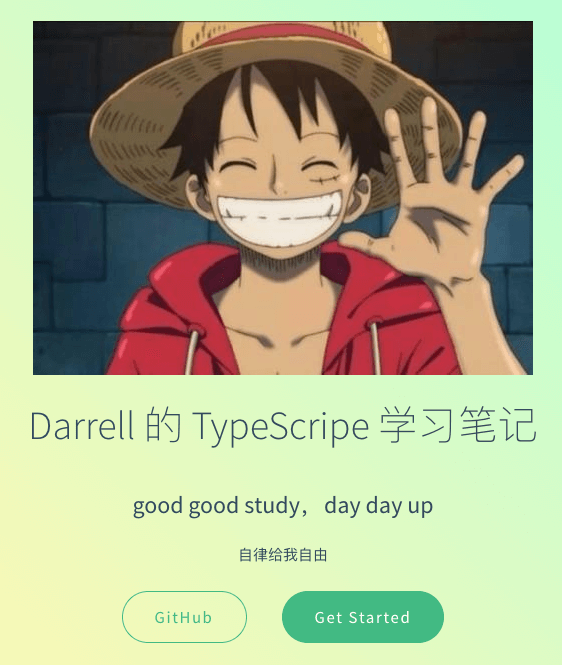 Darrell 的 TypeScripe 学习笔记
good good study，day day up
自律给我自由
GitHub
Get Started